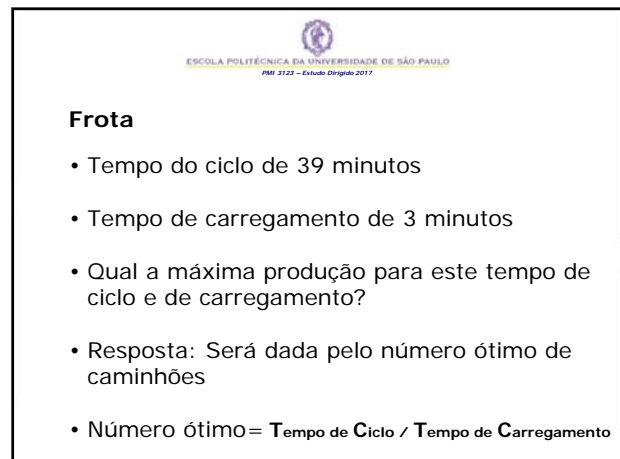 ESCOLA POLITÉCNICA DA UNIVERSIDADE DE SÃO PAULO
PMI 3123 – Estudo Dirigido 2017
Frota
• Tempo do ciclo de 39 minutos
• Tempo de carregamento de 3 minutos
• Qual a máxima produção para este tempo de
ciclo e de carregamento?
• Resposta: Será dada pelo número ótimo de
caminhões
• Número ótimo= Tempo de Ciclo / Tempo de Carregamento